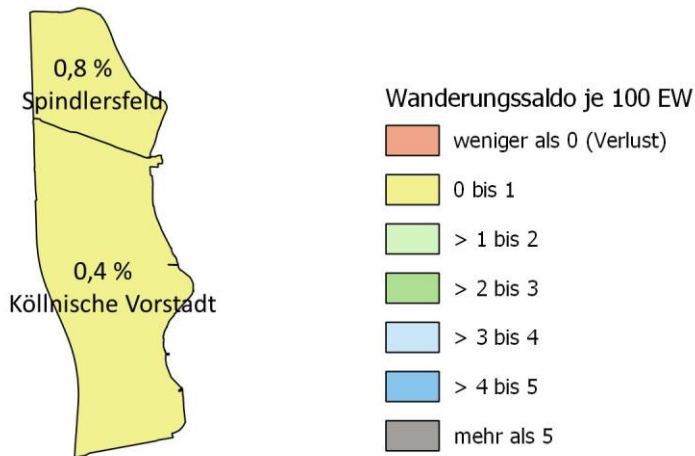 0,8 %
Spindlersfeld
0,4 %
Köllnische Vorstadt
Wanderungssaldo je 100 EW
weniger als 0 (Verlust)
0 bis 1
> 1 bis 2
> 2 bis 3
> 3 bis 4
> 4 bis 5
mehr als 5